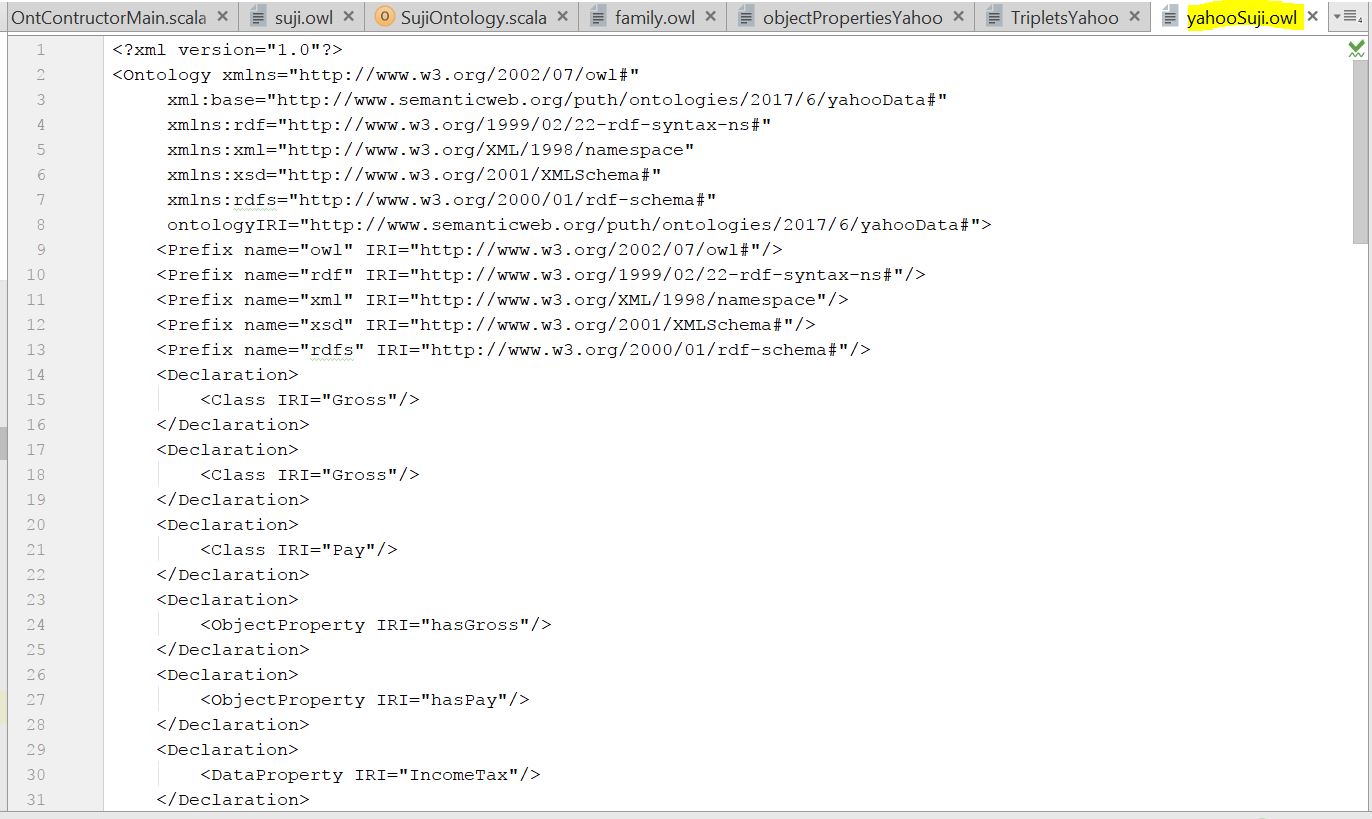 OntContructorMain.scala suji.owl SujiOntology.scala family.owl objectPropertiesYahoo TripletsYahoo yahooSuji.owl
1 <?xml version="1.0"?>
2 <Ontology xmlns="http://www.w3.org/2002/07/owl#"
3 xml:base="http://www.semanticweb.org/puth/ontologies/2017/6/yahooData#"
4 xmlns:rdf="http://www.w3.org/1999/02/22-rdf-syntax-ns#"
5 xmlns:xml="http://www.w3.org/XML/1998/namespace"
6 xmlns:xsd="http://www.w3.org/2001/XMLSchema#"
7 xmlns:rdfs="http://www.w3.org/2000/01/rdf-schema#"
8 ontologyIRI="http://www.semanticweb.org/puth/ontologies/2017/6/yahooData#">
9 <Prefix name="owl" IRI="http://www.w3.org/2002/07/owl#"/>
10 <Prefix name="rdf" IRI="http://www.w3.org/1999/02/22-rdf-syntax-ns#"/>
11 <Prefix name="xml" IRI="http://www.w3.org/XML/1998/namespace"/>
12 <Prefix name="xsd" IRI="http://www.w3.org/2001/XMLSchema#"/>
13 <Prefix name="rdfs" IRI="http://www.w3.org/2000/01/rdf-schema#"/>
14 <Declaration>
15 <Class IRI="Gross"/>
16 </Declaration>
17 <Declaration>
18 <Class IRI="Gross"/>
19 </Declaration>
20 <Declaration>
21 <Class IRI="Pay"/>
22 </Declaration>
23 <Declaration>
24 <ObjectProperty IRI="hasGross"/>
25 </Declaration>
26 <Declaration>
27 <ObjectProperty IRI="hasPay"/>
28 </Declaration>
29 <Declaration>
30 <DataProperty IRI="IncomeTax"/>
31 </Declaration>